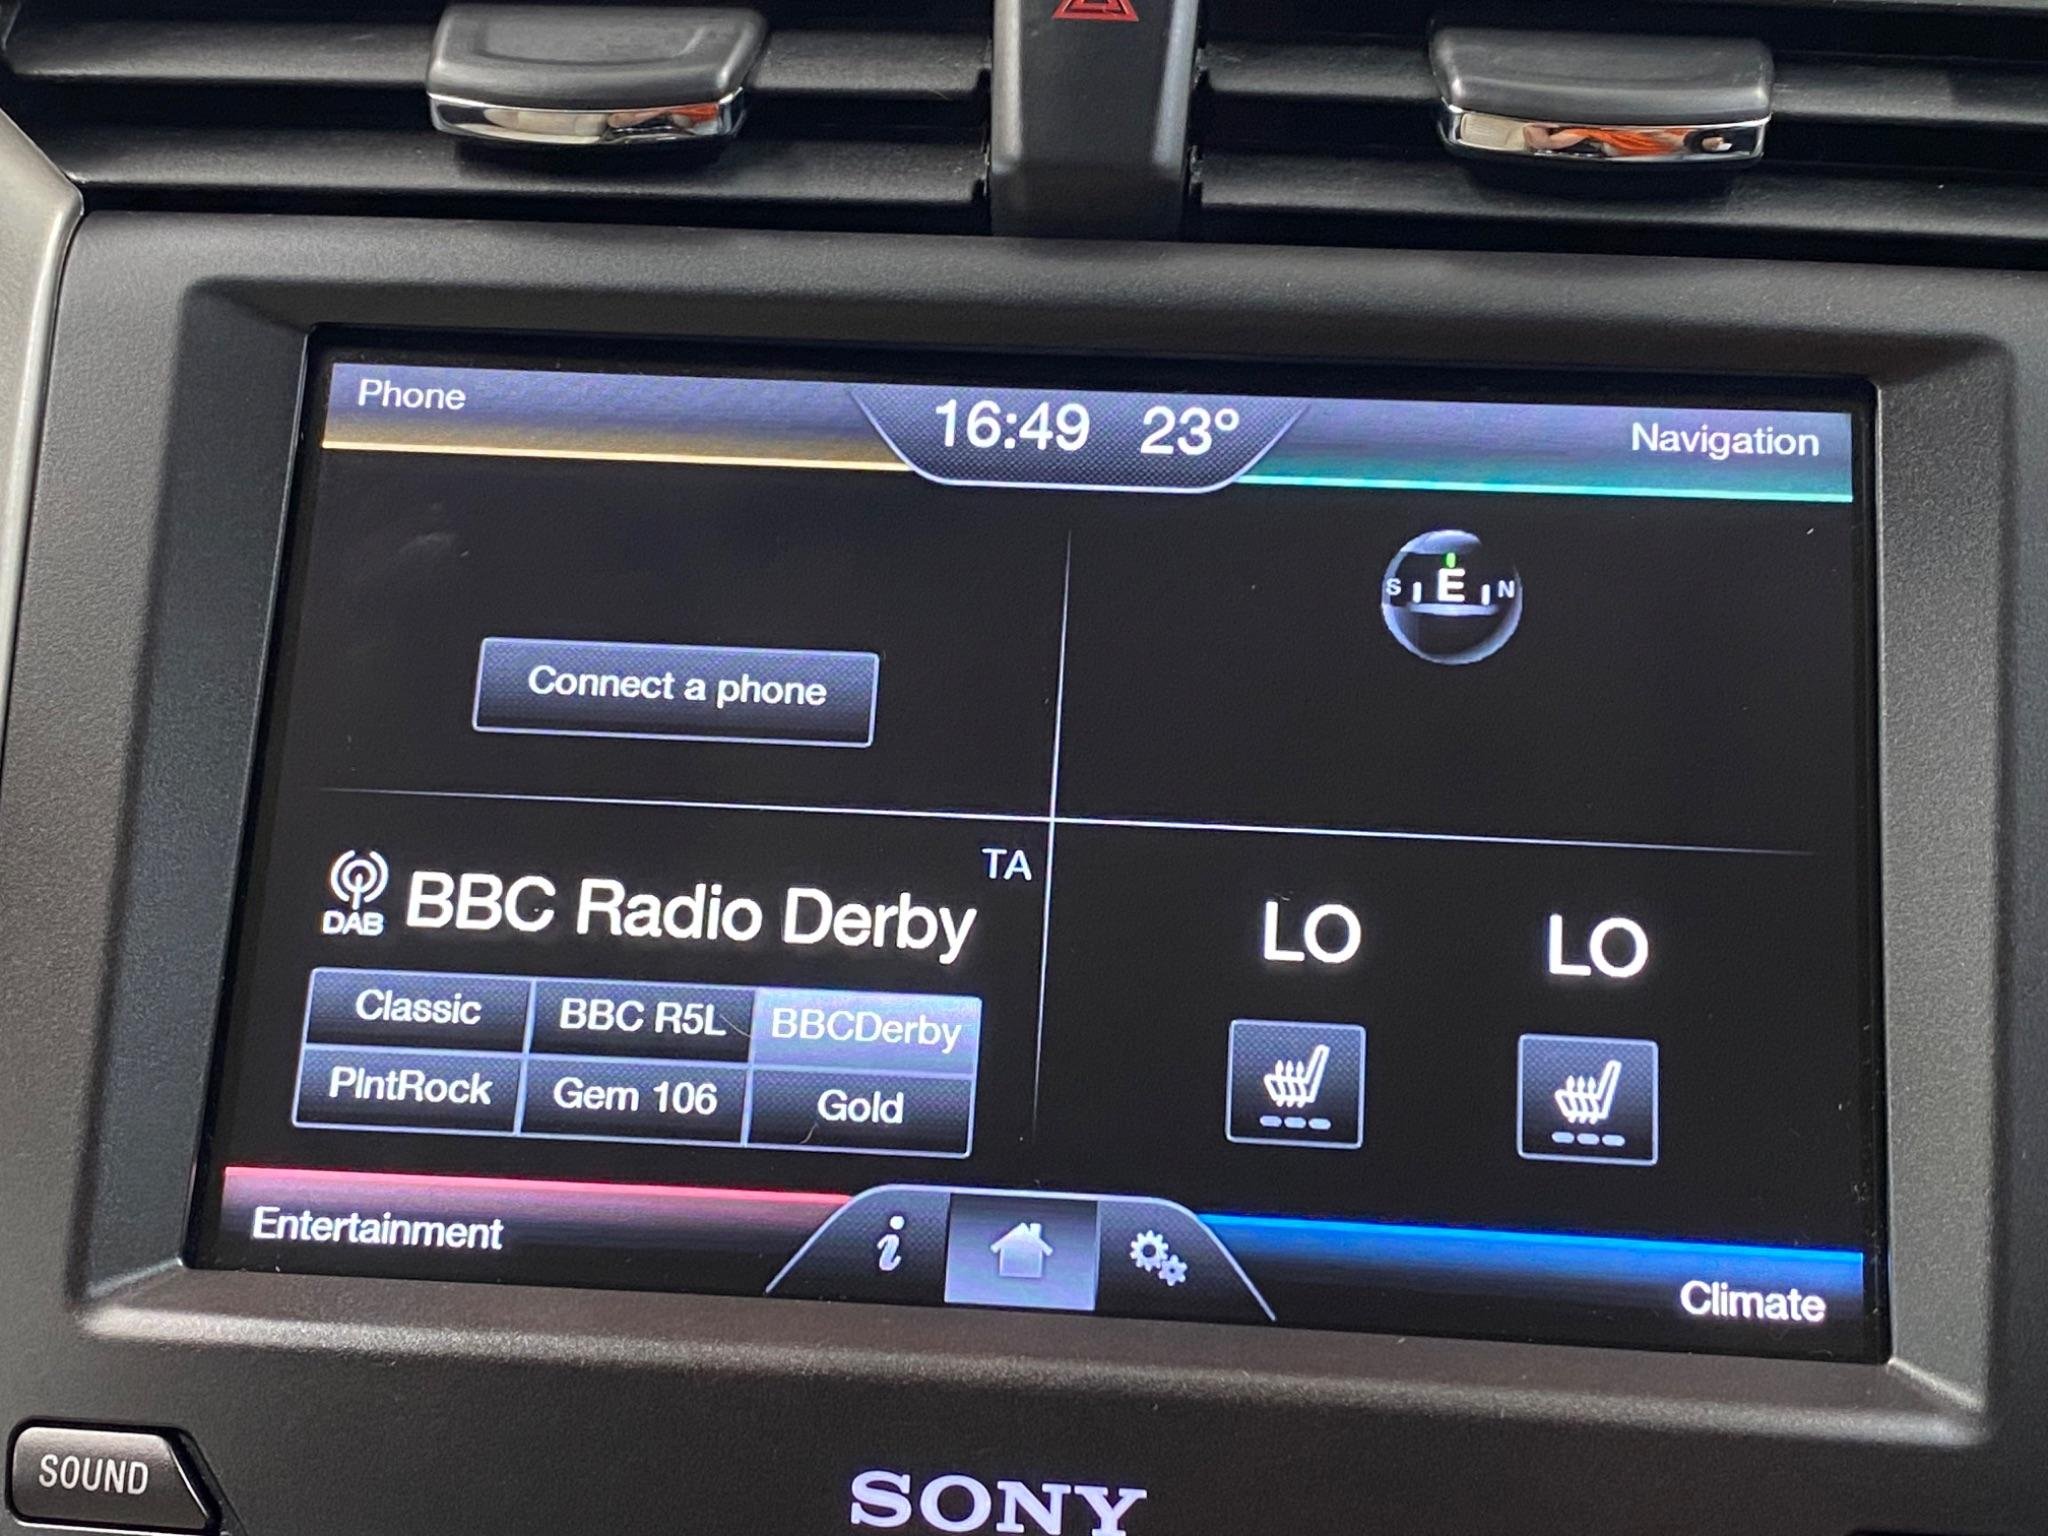 Phone
16:49 23°
Navigation
S E N
Connect a phone
TA
DAB
BBC Radio Derby
LO LO
Classic BBC R5L BBCDerby
PlntRock Gem 106 Gold
Entertainment
i
Climate
SOUND
SONY